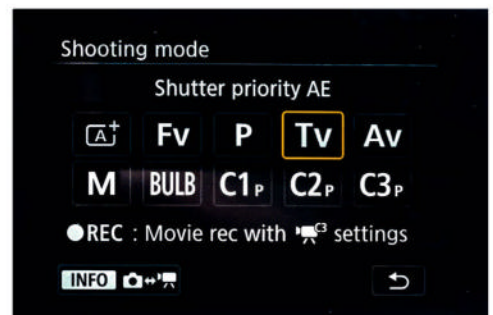 Shooting mode
Shutter priority AE
A+ Fv P Tv Av
M BULB C1P C2P C3P
●REC : Movie rec with C3 settings
INFO